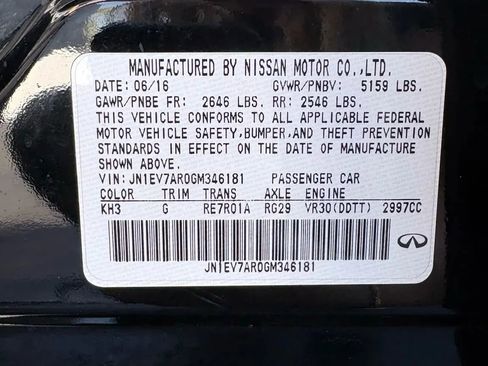 MANUFACTURED BY NISSAN MOTOR CO.,LTD.
DATE: 06/16 GVWR/PNBV: 5159 LBS.
GAWR/PNBE FR: 2646 LBS. RR: 2546 LBS.
THIS VEHICLE CONFORMS TO ALL APPLICABLE FEDERAL
MOTOR VEHICLE SAFETY,BUMPER,AND THEFT PREVENTION
STANDARDS IN EFFECT ON THE DATE OF MANUFACTURE
SHOWN ABOVE.
VIN: JN1EV7AR0GM346181 PASSENGER CAR
COLOR TRIM TRANS AXLE ENGINE
KH3 G RE7R01A RG29 VR30(DDTT) 2997CC
JN1EV7AR0GM346181